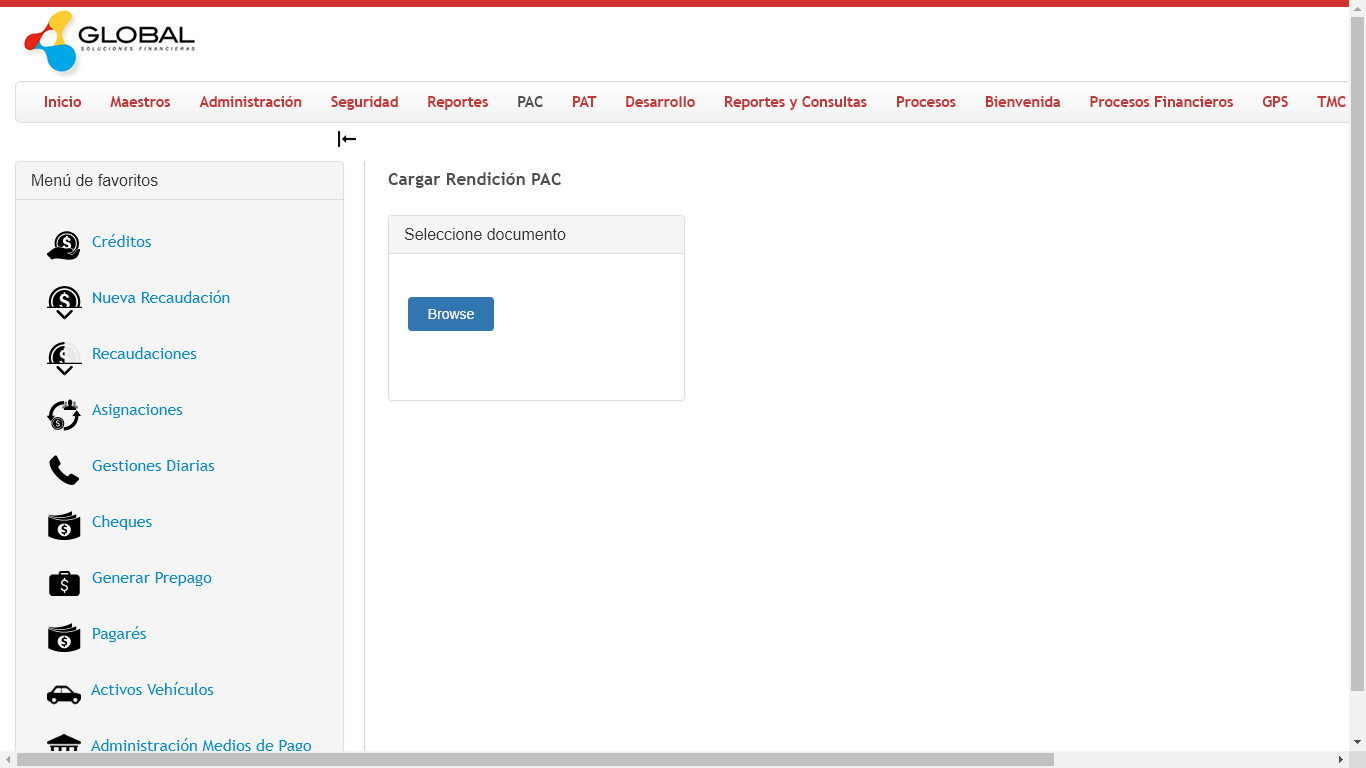 GLOBAL
SOLUCIONES FINANCIERAS
Inicio Maestros Administración Seguridad Reportes PAC PAT Desarrollo Reportes y Consultas Procesos Bienvenida Procesos Financieros GPS TMC
Menú de favoritos
Créditos
Nueva Recaudación
Recaudaciones
Asignaciones
Gestiones Diarias
Cheques
Generar Prepago
Pagarés
Activos Vehículos
Administración Medios de Pago
Cargar Rendición PAC
Seleccione documento
Browse